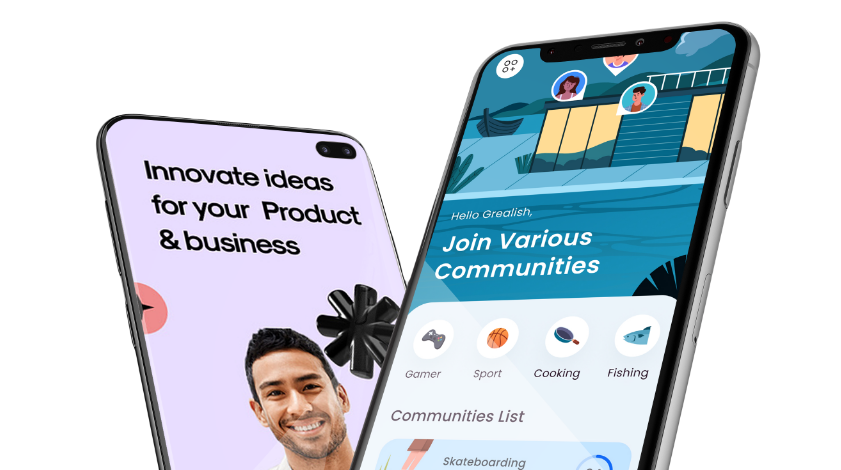 Innovate ideas
for your Product
& business
Hello Grealish,
Join Various
Communities
Gamer
Sport
Cooking
Fishing
Communities List
Skateboarding